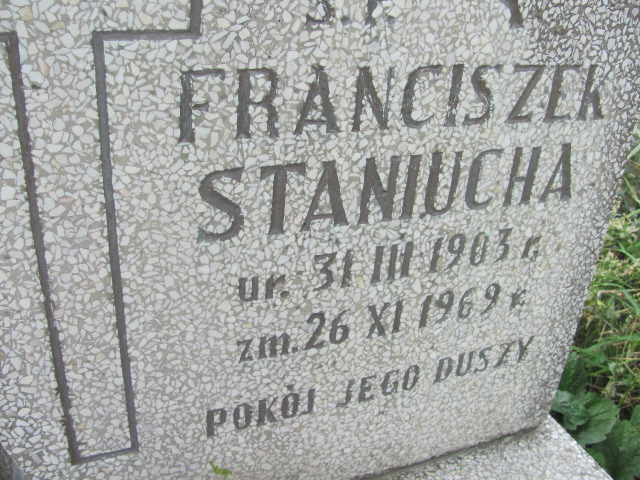 Ś.P.
FRANCISZEK
STANIUCHA
ur. 31 III 1903 r.
zm. 26 XI 1969 r.
POKÓJ JEGO DUSZY